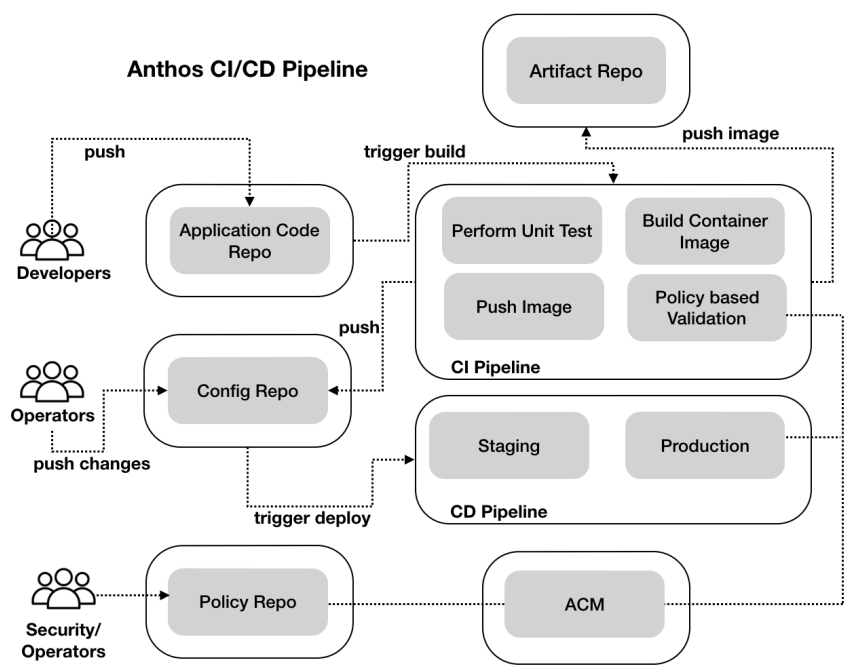 Anthos CI/CD Pipeline
Artifact Repo
push
trigger build
push image
Application Code
Repo
Perform Unit Test
Build Container
Image
Developers
Push Image
Policy based
Validation
push
CI Pipeline
Config Repo
Operators
push changes
Staging
Production
trigger deploy
CD Pipeline
Policy Repo
ACM
Security/
Operators